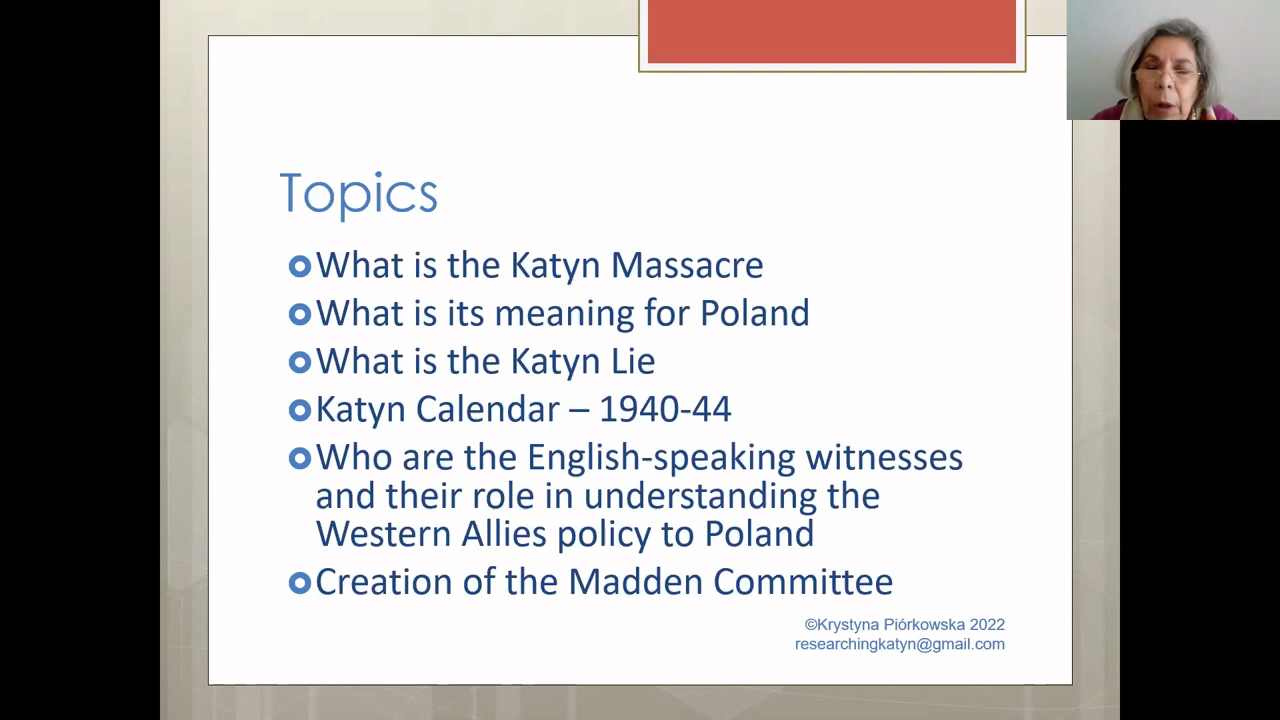 Topics
What is the Katyn Massacre
What is its meaning for Poland
What is the Katyn Lie
Katyn Calendar – 1940-44
Who are the English-speaking witnesses
and their role in understanding the
Western Allies policy to Poland
Creation of the Madden Committee
©Krystyna Piórkowska 2022
researchingkatyn@gmail.com